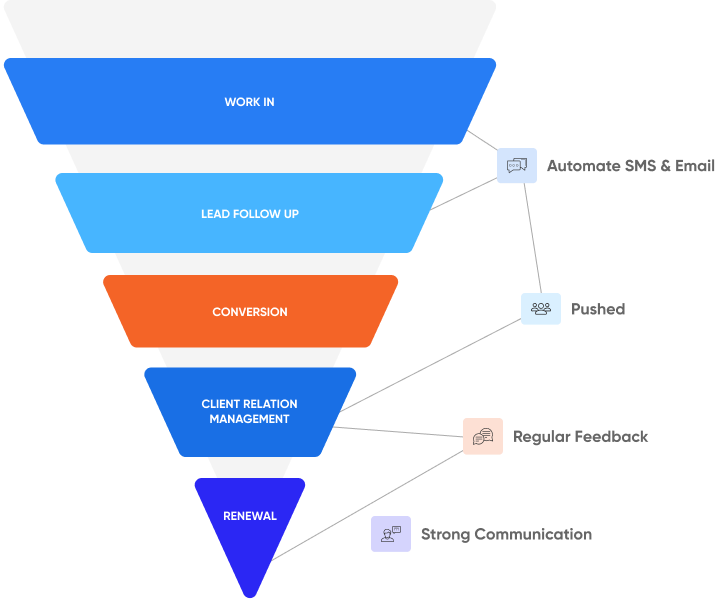 WORK IN
Automate SMS & Email
LEAD FOLLOW UP
CONVERSION
Pushed
CLIENT RELATION
MANAGEMENT
Regular Feedback
RENEWAL
Strong Communication